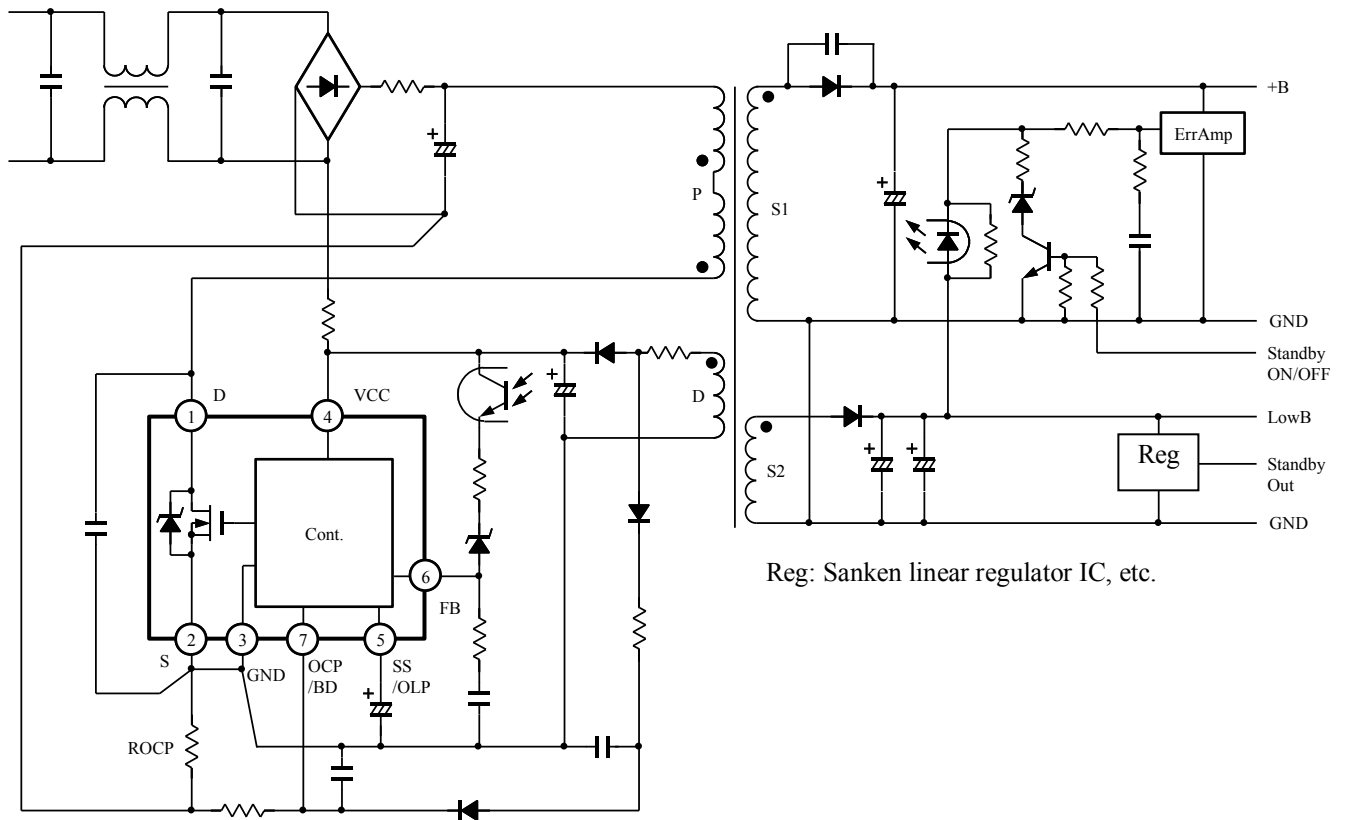 +B
ErrAmp
+
P
+
S1
GND
Standby
ON/OFF
+
D
VCC
D
1
4
LowB
+
+
Reg
S2
Standby
Out
Cont.
GND
6
FB
Reg: Sanken linear regulator IC, etc.
2
3
7
5
S
GND
OCP
/BD
SS
/OLP
+
ROCP